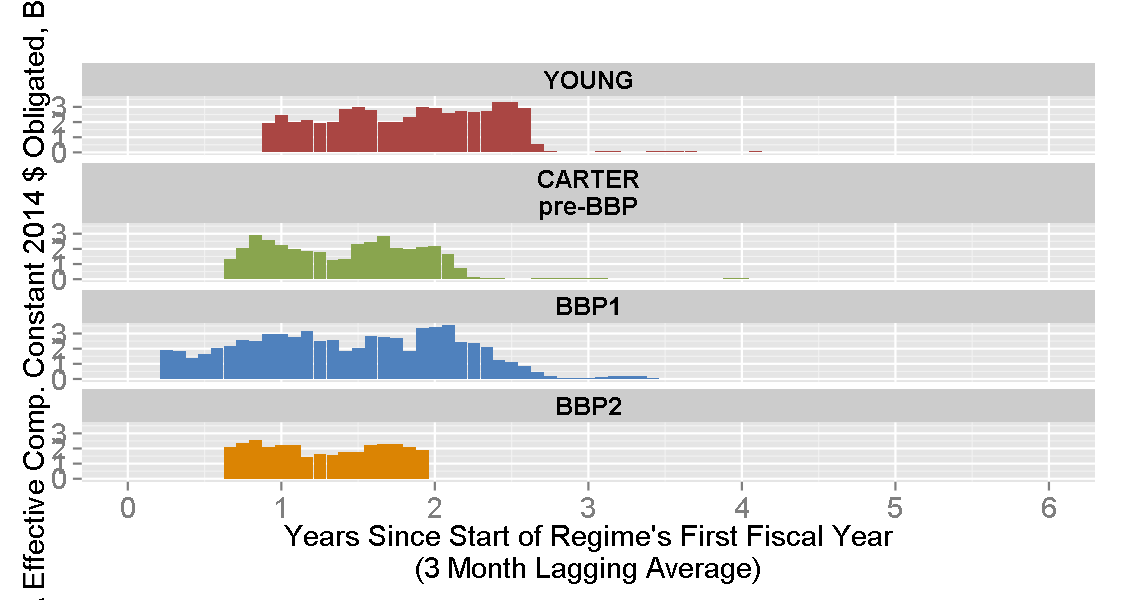 . Effective Comp. Constant 2014 $ Obligated, B
YOUNG
3
2
1
0
CARTER
pre-BBP
3
2
1
0
BBP1
3
2
1
0
BBP2
3
2
1
0
0 1 2 3 4 5 6
Years Since Start of Regime's First Fiscal Year
(3 Month Lagging Average)